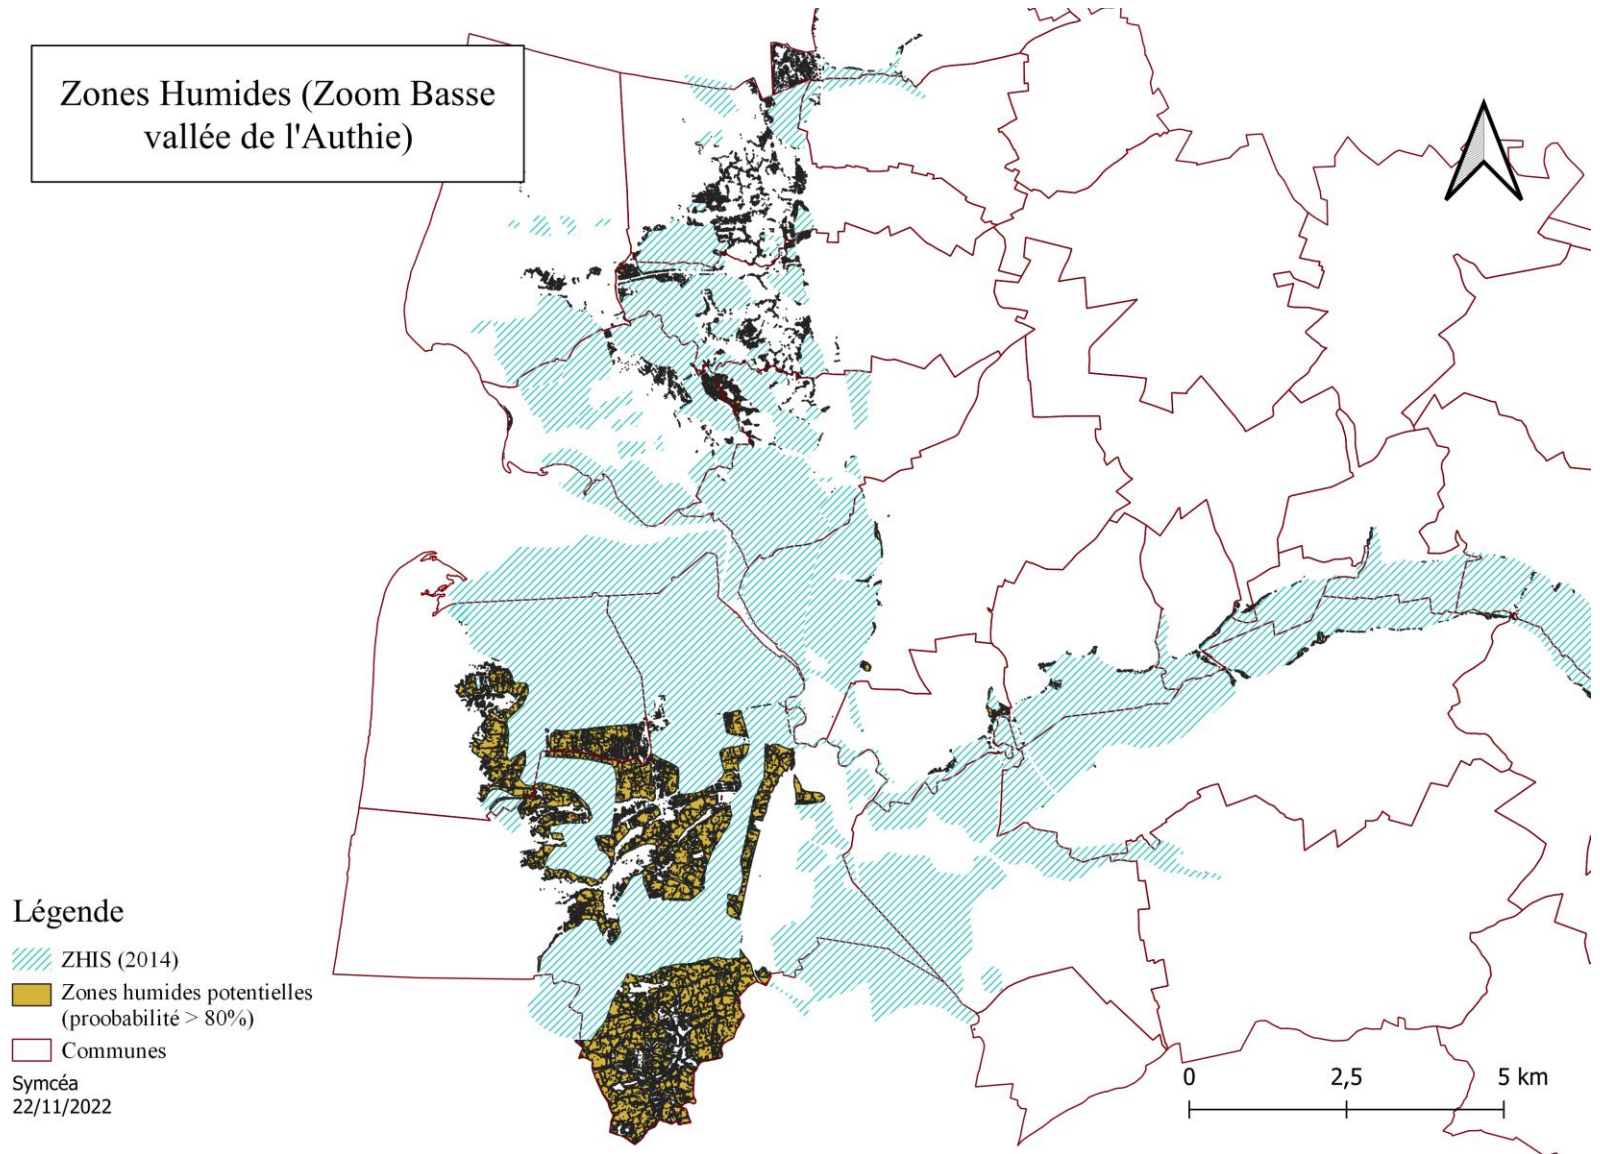 Zones Humides (Zoom Basse
vallée de l'Authie)
Légende
ZHIS (2014)
Zones humides potentielles
(proobabilité > 80%)
Communes
Symcéa
22/11/2022
0 2,5 5 km